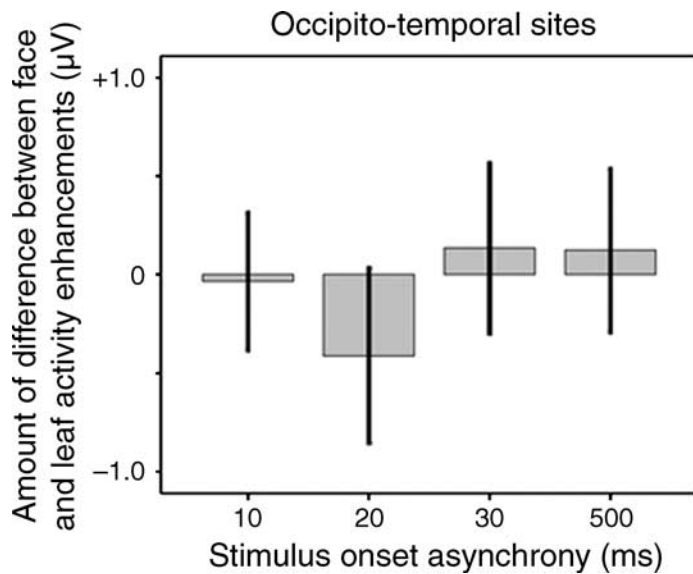 Occipito-temporal sites
Amount of difference between face
and leaf activity enhancements (µV)
+1.0
0
−1.0
10 20 30 500
Stimulus onset asynchrony (ms)